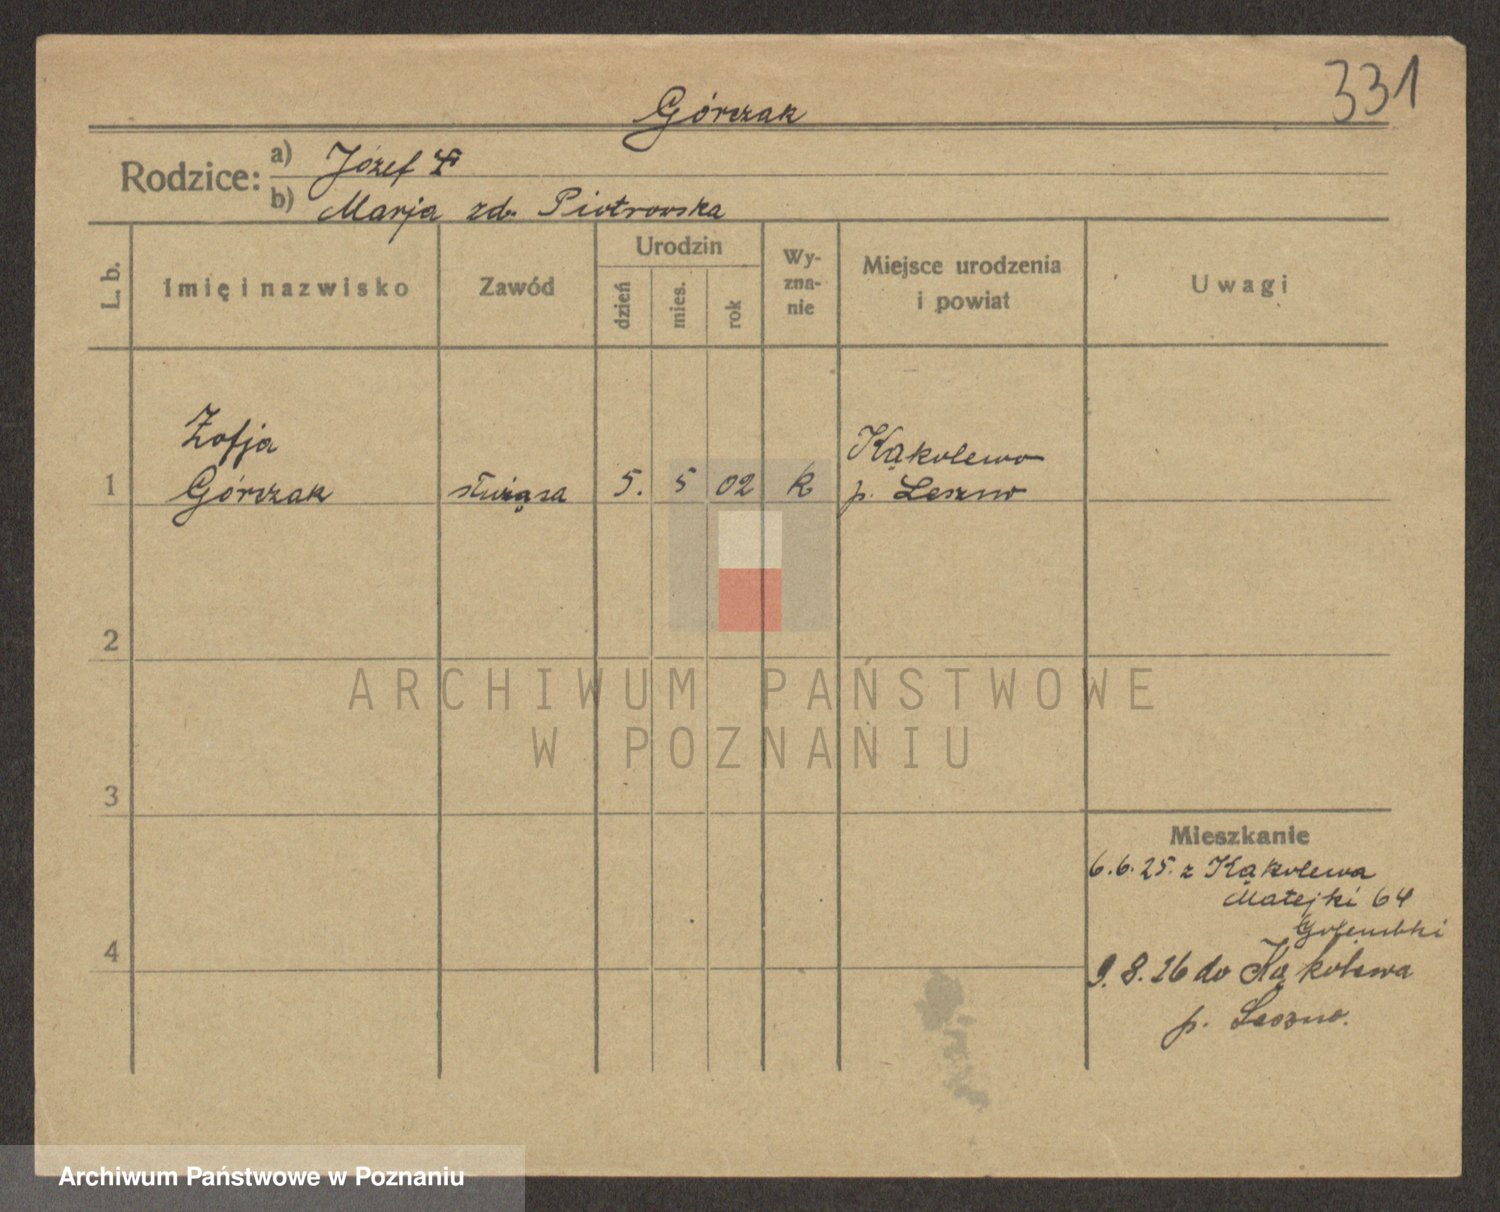 331
Górczak
Rodzice:
a) Józef
b) Marja zd. Piotrowska
L. b.
Imię i nazwisko
Zawód
Urodzin
dzień
mies.
rok
Wy-
zna-
nie
Miejsce urodzenia
i powiat
Uwagi
Zofja
Kąkolewo
1 Górczak służąsa 5. 5 02 k p. Leszno
2
ARCHIWUM PAŃSTWOWE
W POZNANIU
3
Mieszkanie
6.6.25. z Kąkolewa
Matejki 64
4
9.8.26 do Kąkolewa
p. Leszno.
Archiwum Państwowe w Poznaniu